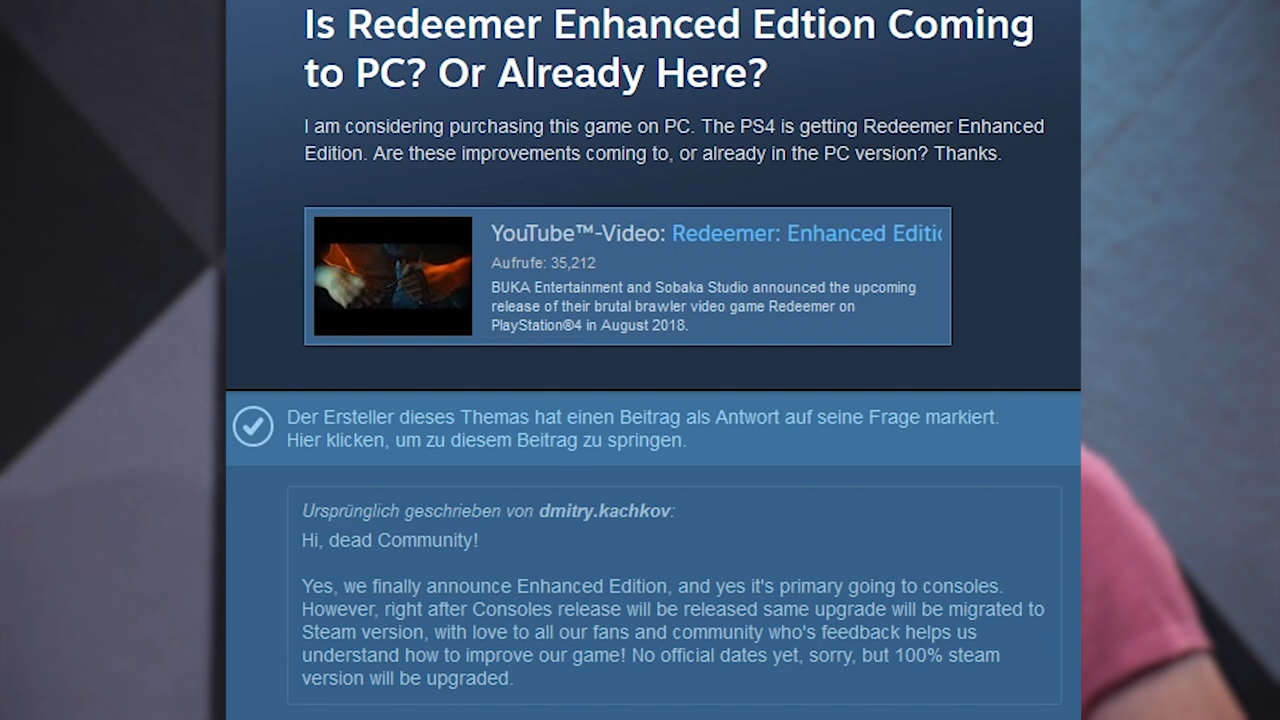 Is Redeemer Enhanced Edtion Coming
to PC? Or Already Here?
I am considering purchasing this game on PC. The PS4 is getting Redeemer Enhanced
Edition. Are these improvements coming to, or already in the PC version? Thanks.
YouTube™-Video: Redeemer: Enhanced Editio
Aufrufe: 35,212
BUKA Entertainment and Sobaka Studio announced the upcoming
release of their brutal brawler video game Redeemer on
PlayStation®4 in August 2018.
Der Ersteller dieses Themas hat einen Beitrag als Antwort auf seine Frage markiert.
Hier klicken, um zu diesem Beitrag zu springen.
Ursprünglich geschrieben von dmitry.kachkov:
Hi, dead Community!
Yes, we finally announce Enhanced Edition, and yes it's primary going to consoles.
However, right after Consoles release will be released same upgrade will be migrated to
Steam version, with love to all our fans and community who's feedback helps us
understand how to improve our game! No official dates yet, sorry, but 100% steam
version will be upgraded.